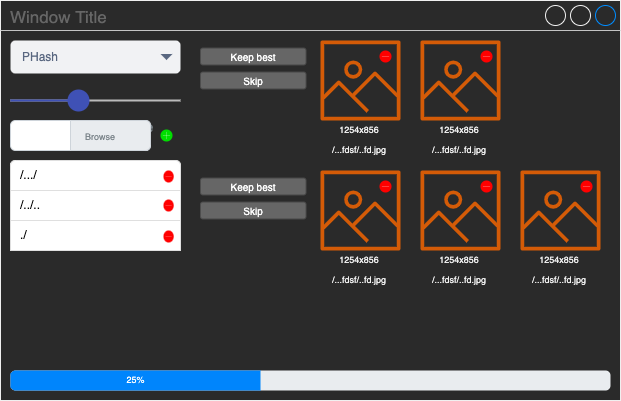 Window Title
PHash
Browse
/.../
/../..
./
Keep best
Skip
1254x856
1254x856
/...fdsf/..fd.jpg
/...fdsf/..fd.jpg
Keep best
Skip
1254x856
1254x856
1254x856
/...fdsf/..fd.jpg
/...fdsf/..fd.jpg
/...fdsf/..fd.jpg
25%